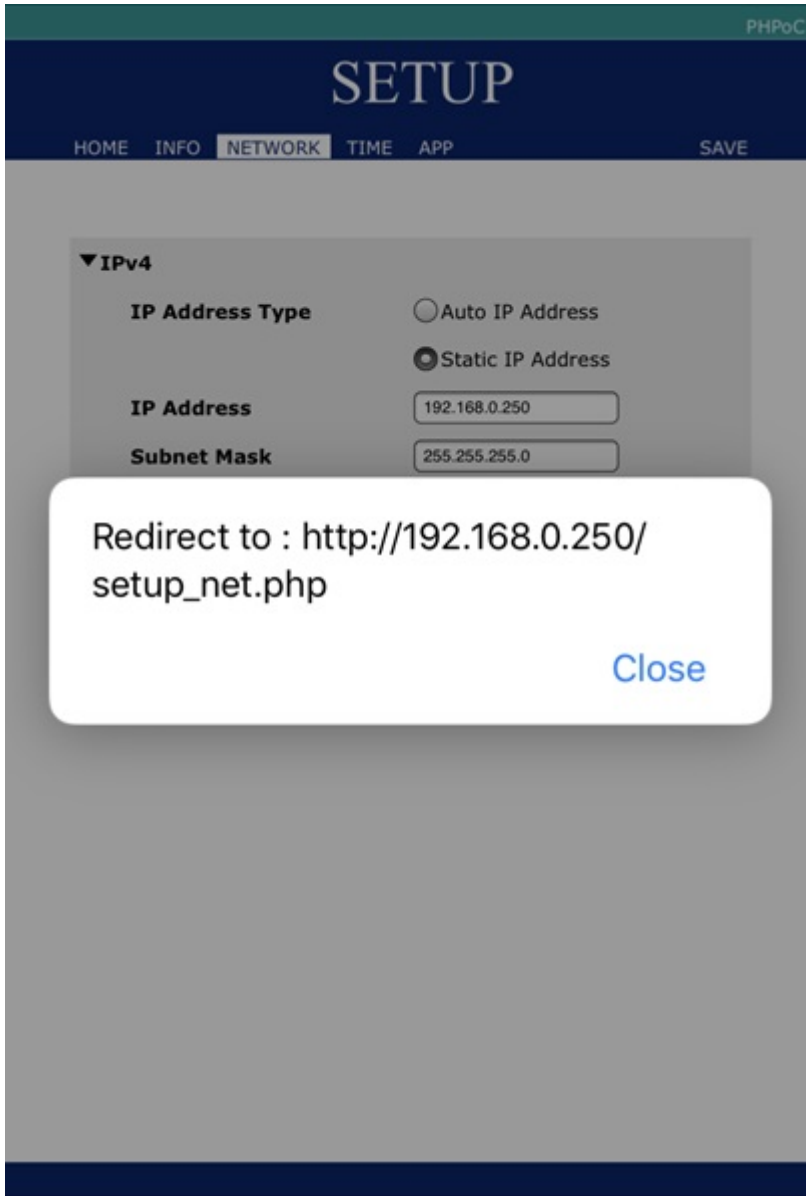 PHPoC
SETUP
HOME INFO NETWORK TIME APP SAVE
▼IPv4
IP Address Type Auto IP Address
Static IP Address
IP Address 192.168.0.250
Subnet Mask 255.255.255.0
Redirect to : http://192.168.0.250/
setup_net.php
Close